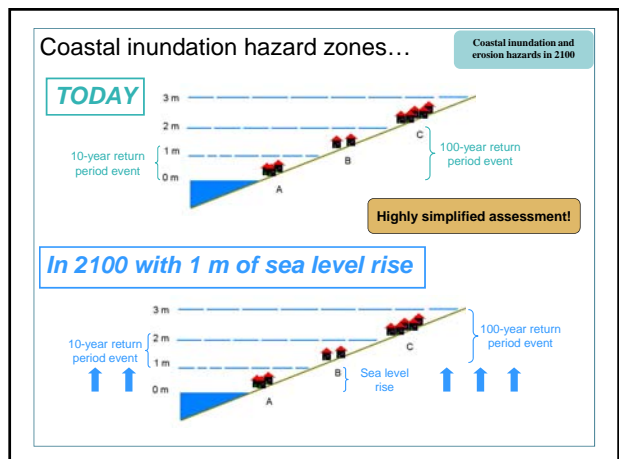 Coastal inundation hazard zones…
Coastal inundation and
erosion hazards in 2100
TODAY
3 m
2 m
1 m
0 m
10-year return
period event
A
B
C
100-year return
period event
Highly simplified assessment!
In 2100 with 1 m of sea level rise
3 m
2 m
1 m
0 m
10-year return
period event
A
B
C
Sea level
rise
100-year return
period event